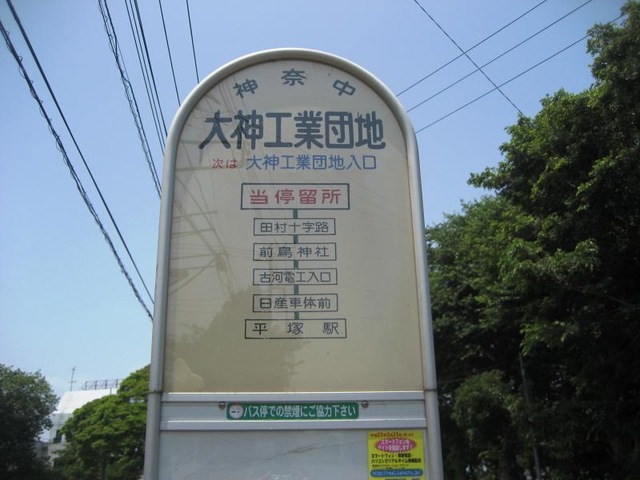 神奈中
大神工業団地
次は 大神工業団地入口
当停留所
田村十字路
前鳥神社
古河電工入口
日産車体前
平塚駅
バス停での禁煙にご協力下さい